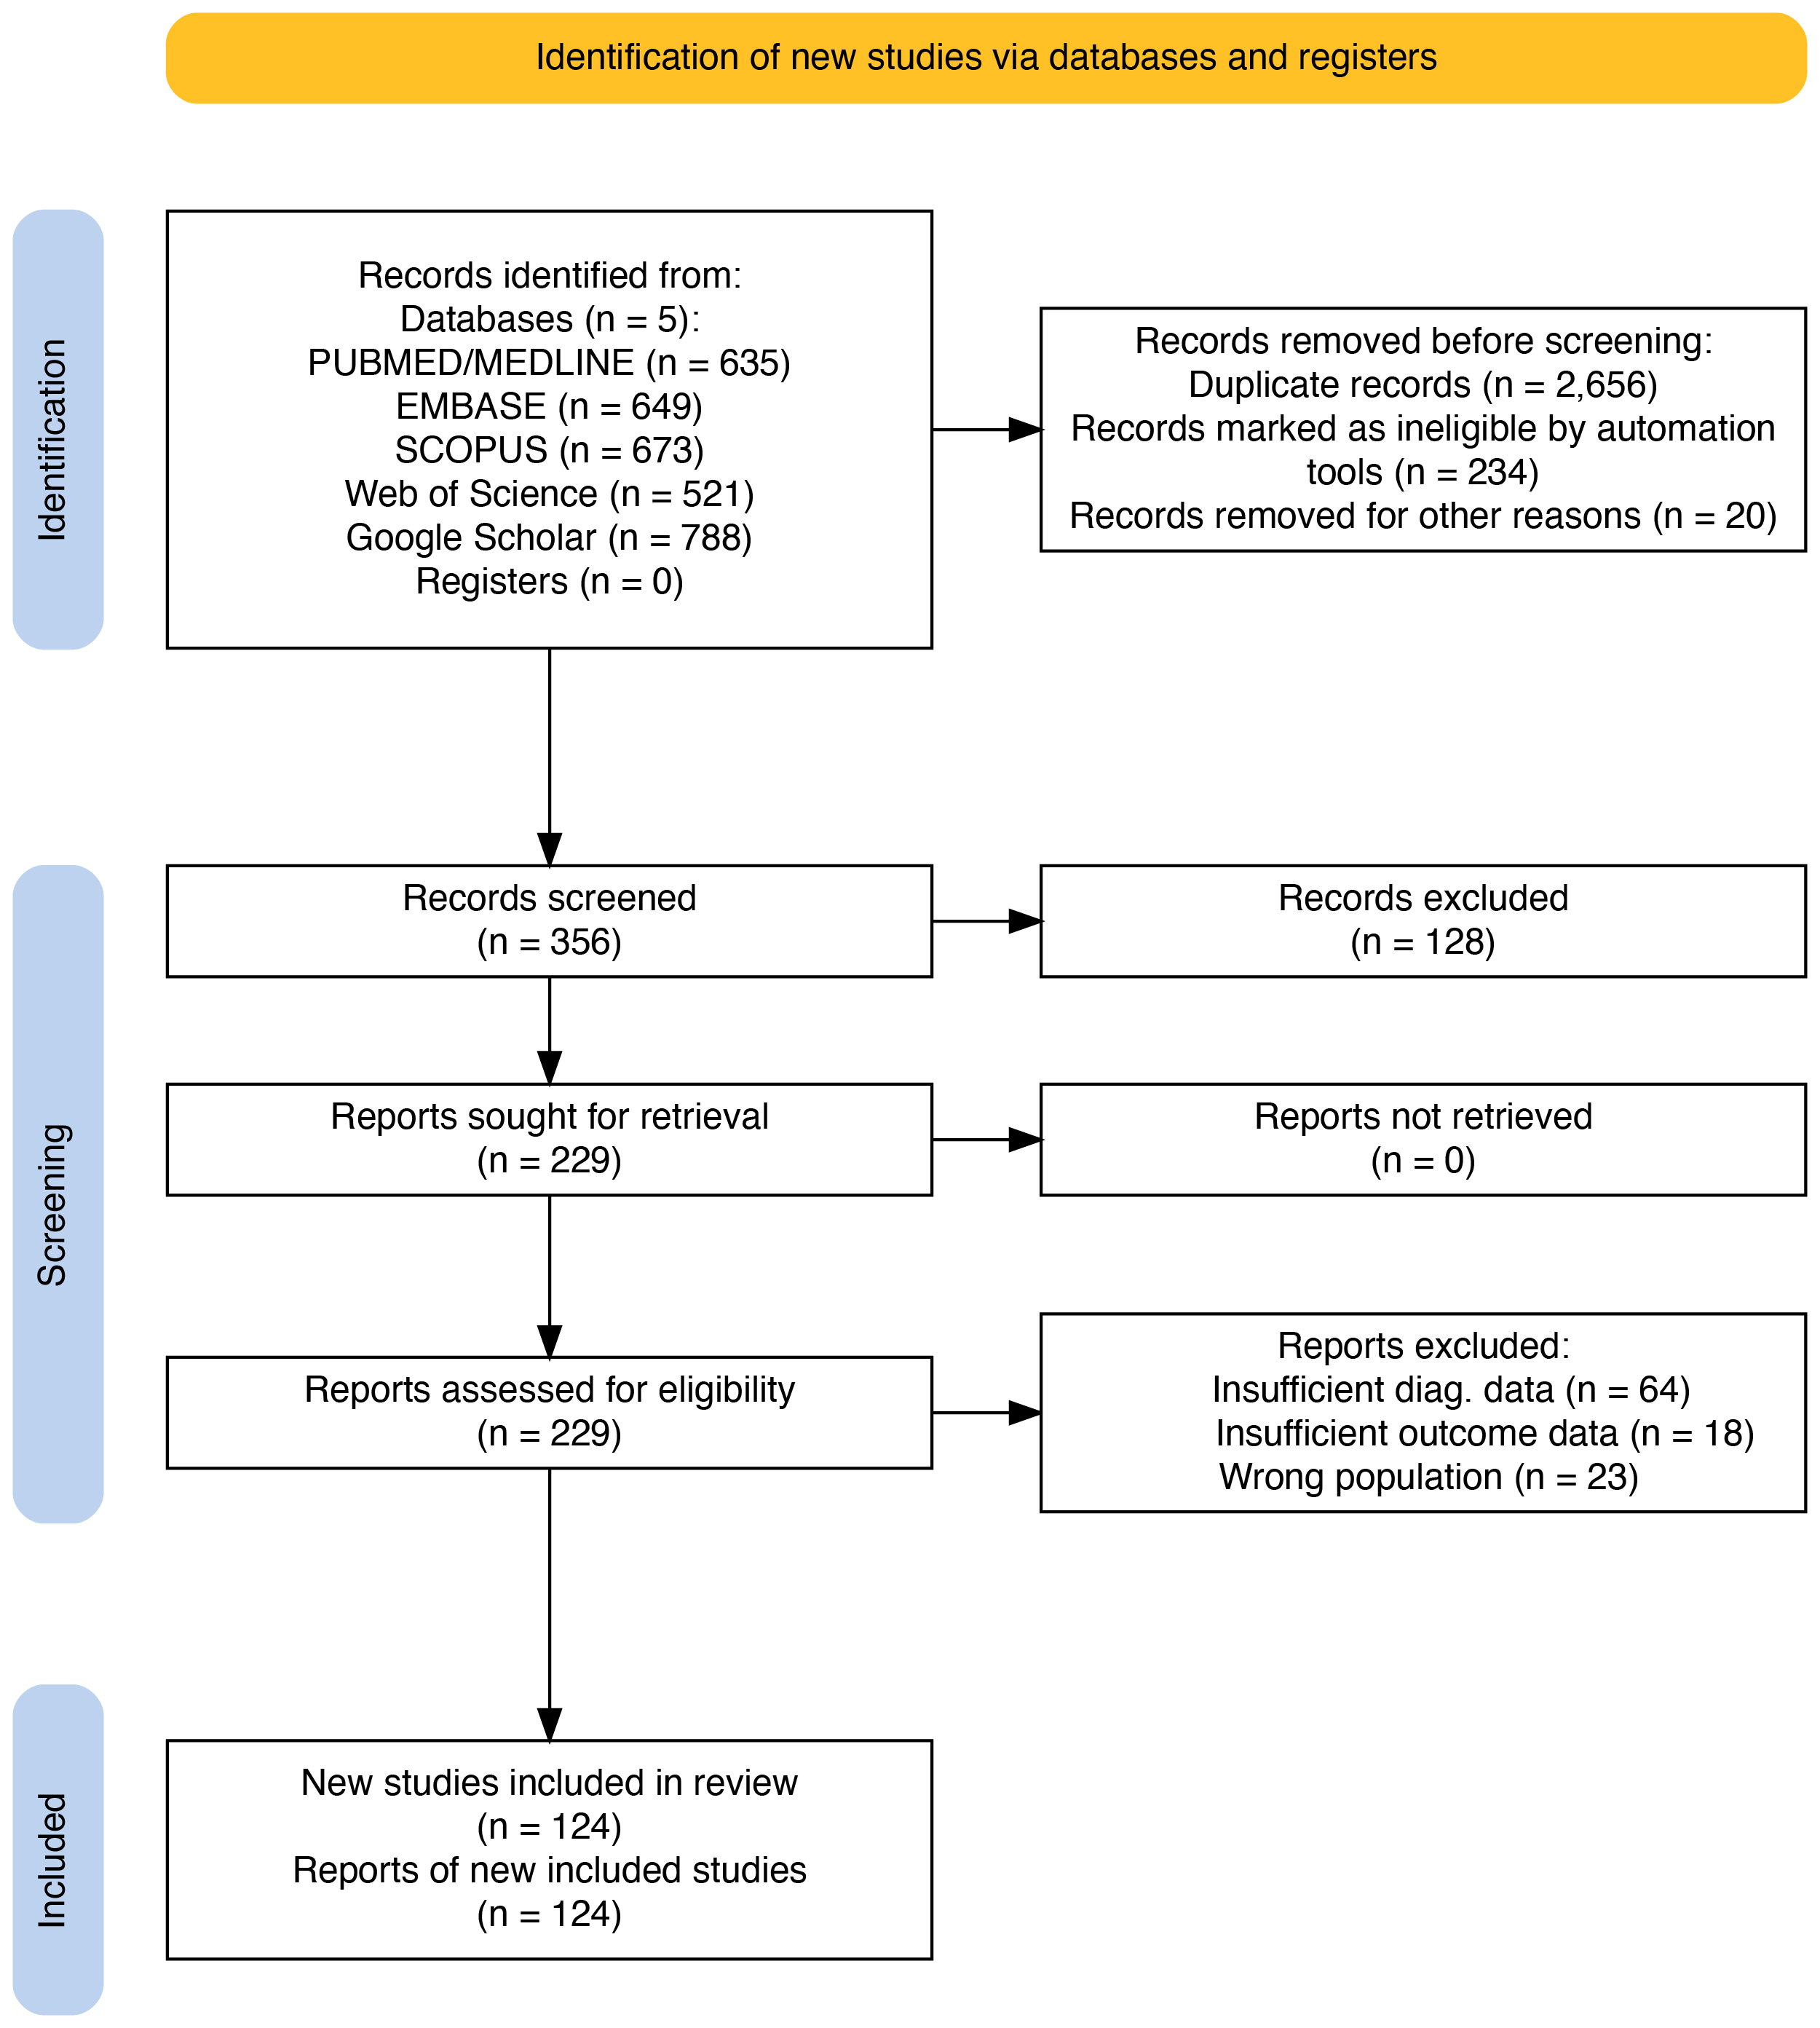 Identification of new studies via databases and registers
Identification
Records identified from:
Databases (n = 5):
PUBMED/MEDLINE (n = 635)
EMBASE (n = 649)
SCOPUS (n = 673)
Web of Science (n = 521)
Google Scholar (n = 788)
Registers (n = 0)
Records removed before screening:
Duplicate records (n = 2,656)
Records marked as ineligible by automation
tools (n = 234)
Records removed for other reasons (n = 20)
Screening
Records screened
(n = 356)
Records excluded
(n = 128)
Reports sought for retrieval
(n = 229)
Reports not retrieved
(n = 0)
Reports assessed for eligibility
(n = 229)
Reports excluded:
Insufficient diag. data (n = 64)
Insufficient outcome data (n = 18)
Wrong population (n = 23)
Included
New studies included in review
(n = 124)
Reports of new included studies
(n = 124)